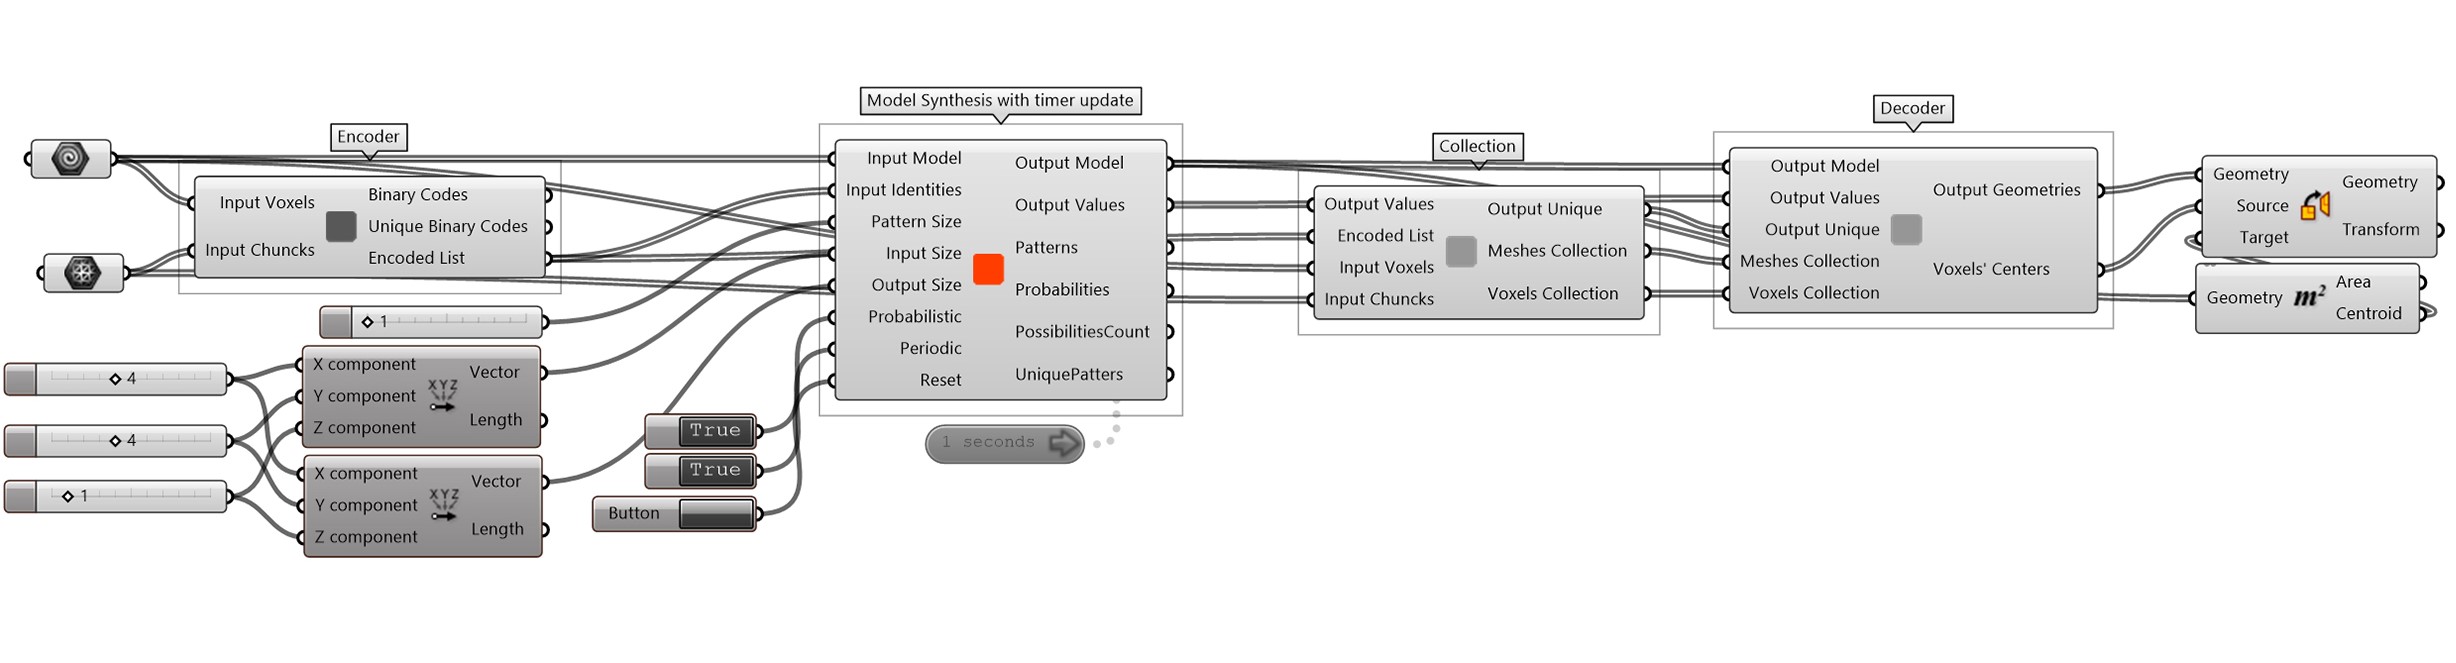 Encoder
Input Voxels
Input Chuncks
Binary Codes
Unique Binary Codes
Encoded List
1
4
4
1
X component
Y component
Z component
Vector
Length
X component
Y component
Z component
Vector
Length
True
True
Button
Model Synthesis with timer update
Input Model
Input Identities
Pattern Size
Input Size
Output Size
Probabilistic
Periodic
Reset
Output Model
Output Values
Patterns
Probabilities
PossibilitiesCount
UniquePatters
1 seconds
Collection
Output Values
Encoded List
Input Voxels
Input Chuncks
Output Unique
Meshes Collection
Voxels Collection
Decoder
Output Model
Output Values
Output Unique
Meshes Collection
Voxels Collection
Output Geometries
Voxels' Centers
Geometry
Source
Target
Geometry
Transform
Geometry
m²
Area
Centroid